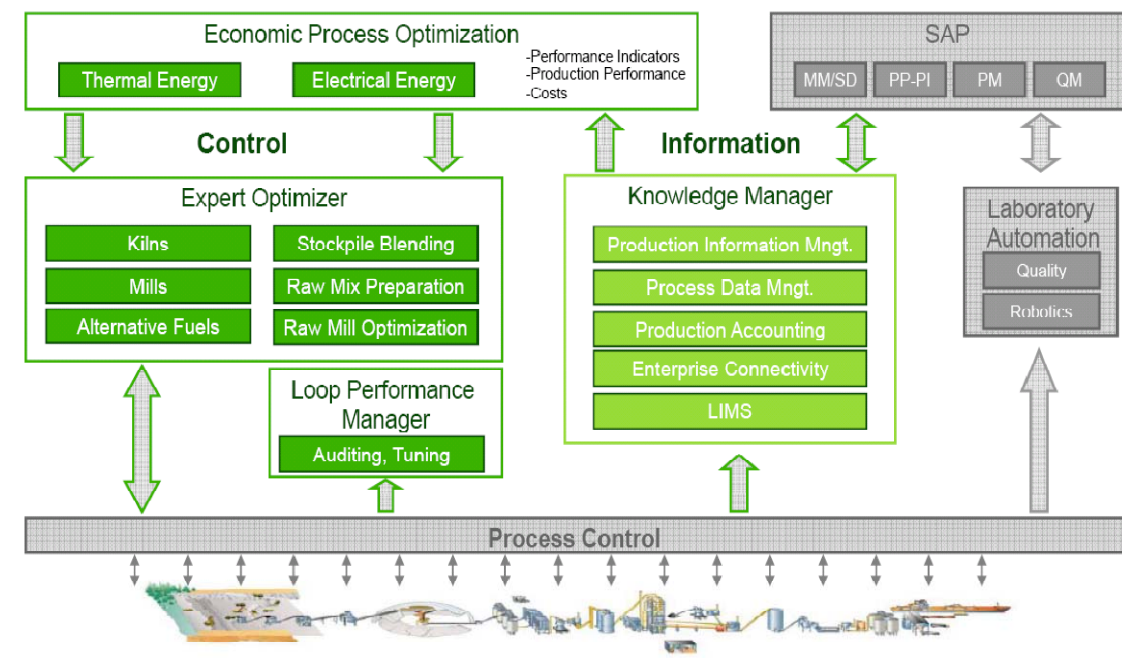 Economic Process Optimization
Thermal Energy
Electrical Energy
-Performance Indicators
-Production Performance
-Costs
SAP
MM/SD
PP-PI
PM
QM
Control
Information
Expert Optimizer
Kilns
Stockpile Blending
Mills
Raw Mix Preparation
Alternative Fuels
Raw Mill Optimization
Knowledge Manager
Production Information Mngt.
Process Data Mngt.
Production Accounting
Enterprise Connectivity
LIMS
Laboratory
Automation
Quality
Robotics
Loop Performance
Manager
Auditing, Tuning
Process Control